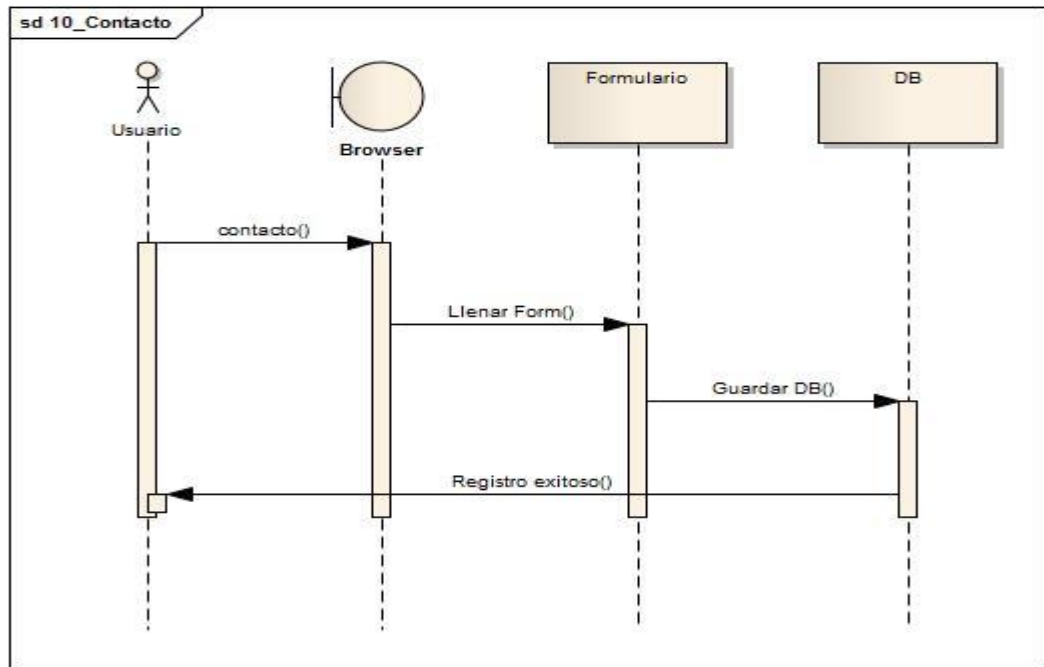 sd 10_Contacto
Usuario
Browser
Formulario
DB
contacto()
Llenar Form()
Guardar DB()
Registro exitoso()